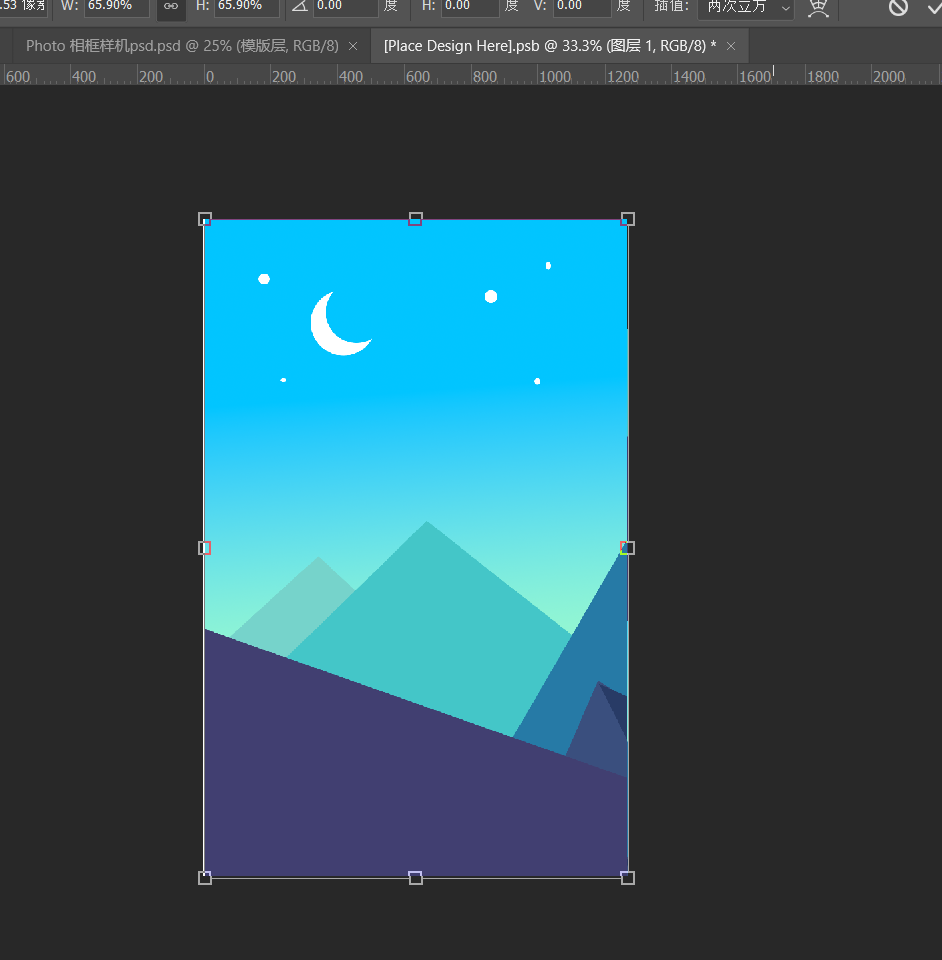 .53 像素 W: 65.90% H: 65.90% 0.00 度 H: 0.00 度 V: 0.00 度 插值: 两次立方
Photo 相框样机psd.psd @ 25% (模版层, RGB/8) × [Place Design Here].psb @ 33.3% (图层 1, RGB/8) * ×
600 400 200 0 200 400 600 800 1000 1200 1400 1600 1800 2000